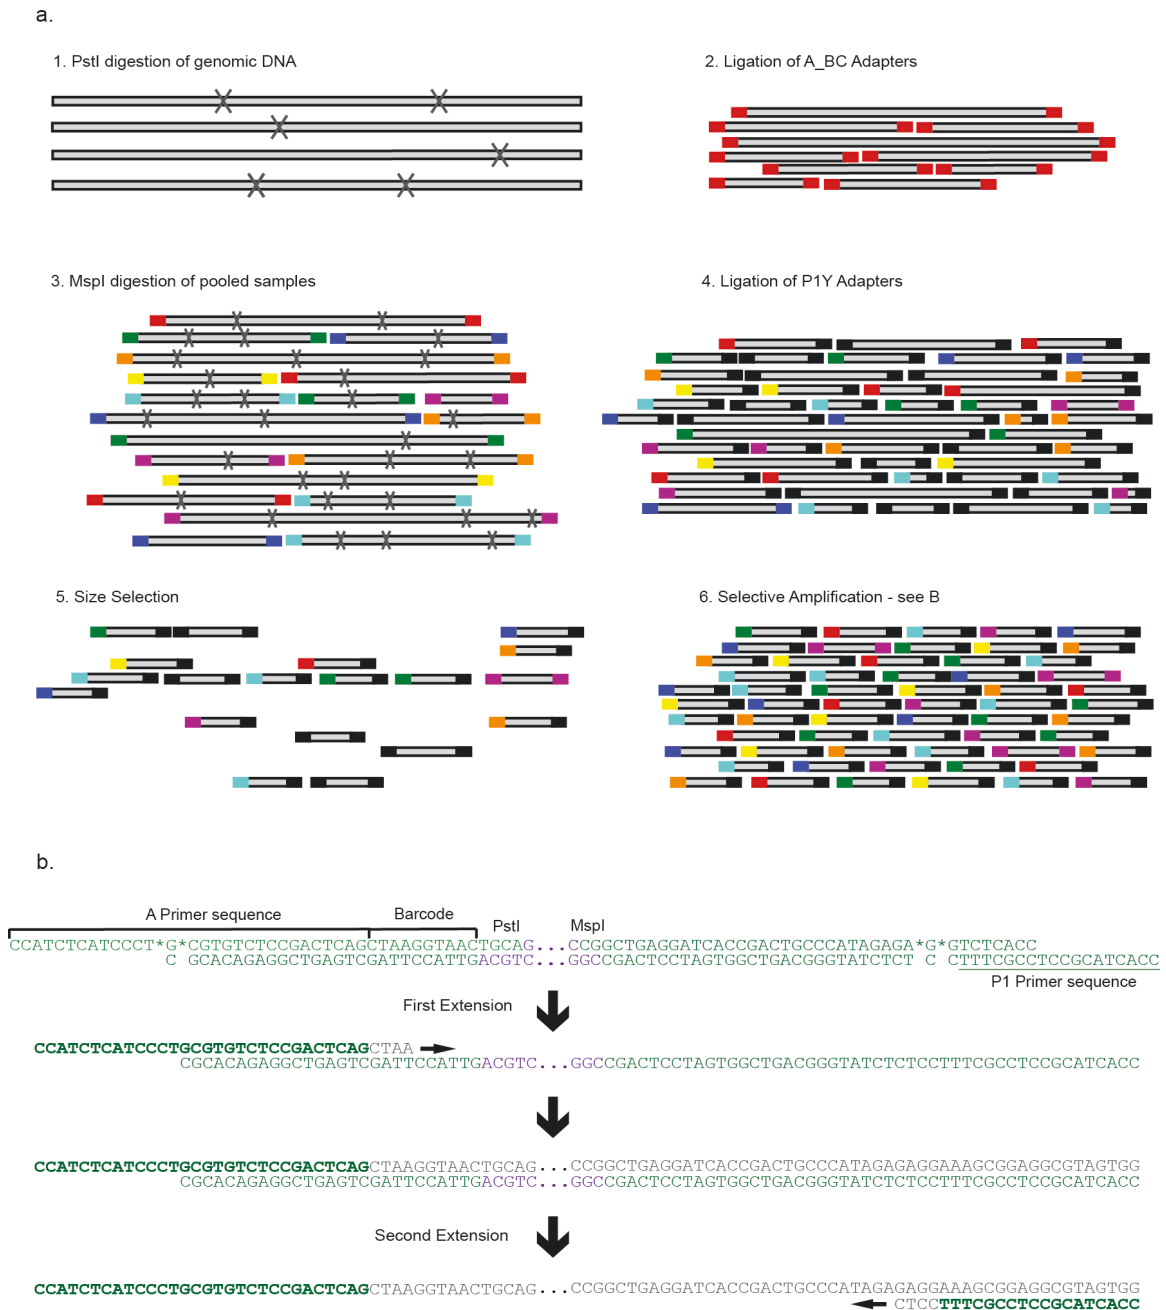 a.
1. PstI digestion of genomic DNA
2. Ligation of A_BC Adapters
3. MspI digestion of pooled samples
4. Ligation of P1Y Adapters
5. Size Selection
6. Selective Amplification - see B
b.
A Primer sequence
Barcode
PstI
MspI
CCATCTCATCCCT*G*CGTGTCTCCGACTCAGCTAAGGTAACTGCAG...CCGGCTGAGGATCACCGACTGCCCATAGAGA*G*GTCTCACC
C GCACAGAGGCTGAGTCGATTCCATTGACGTC...GGCCGACTCCTAGTGGCTGACGGGTATCTCT C CTTTCGCCTCCGCATCACC
P1 Primer sequence
First Extension
CCATCTCATCCCTGCGTGTCTCCGACTCAGCTAA
CGCACAGAGGCTGAGTCGATTCCATTGACGTC...GGCCGACTCCTAGTGGCTGACGGGTATCTCTCCTTTCGCCTCCGCATCACC
CCATCTCATCCCTGCGTGTCTCCGACTCAGCTAAGGTAACTGCAG...CCGGCTGAGGATCACCGACTGCCCATAGAGAGGAAAGCGGAGGCGTAGTGG
CGCACAGAGGCTGAGTCGATTCCATTGACGTC...GGCCGACTCCTAGTGGCTGACGGGTATCTCTCCTTTCGCCTCCGCATCACC
Second Extension
CCATCTCATCCCTGCGTGTCTCCGACTCAGCTAAGGTAACTGCAG...CCGGCTGAGGATCACCGACTGCCCATAGAGAGGAAAGCGGAGGCGTAGTGG
CTCCTTTCGCCTCCGCATCACC